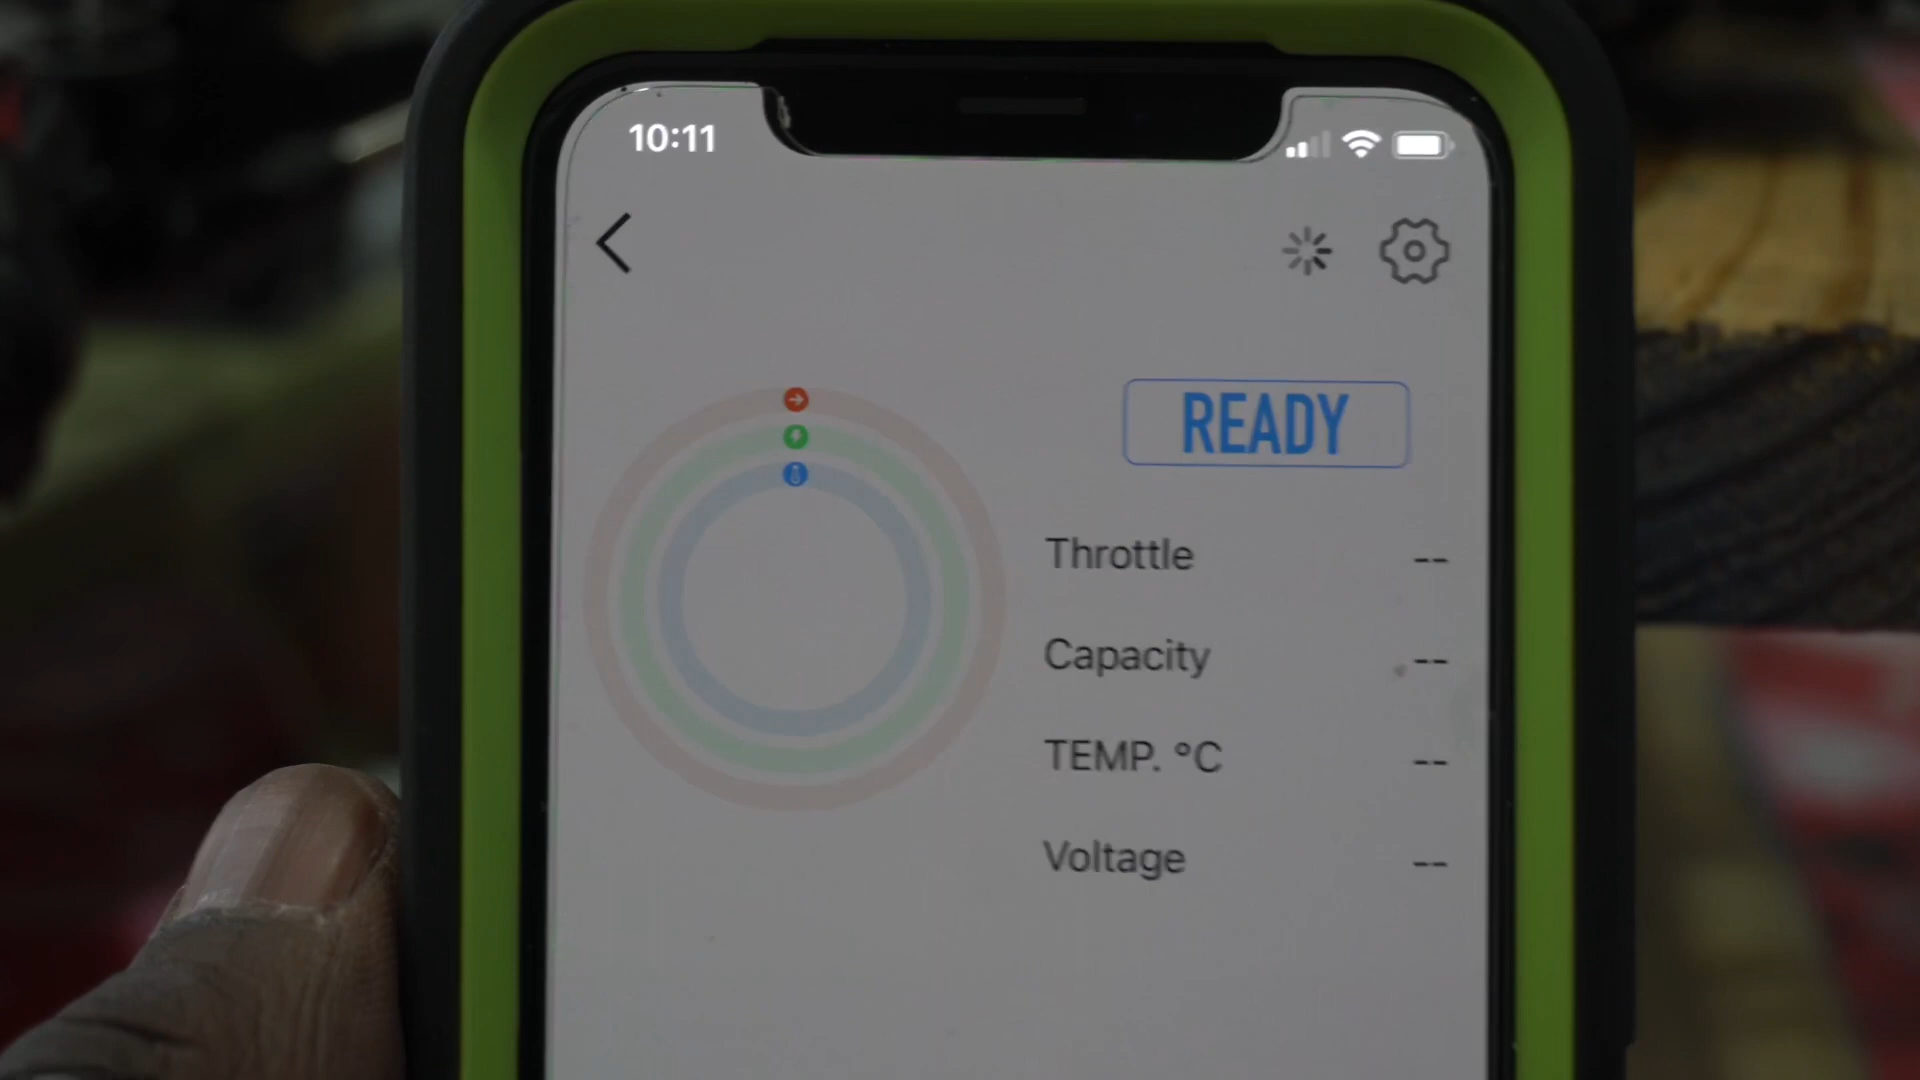 10:11
READY
Throttle --
Capacity --
TEMP. °C --
Voltage --